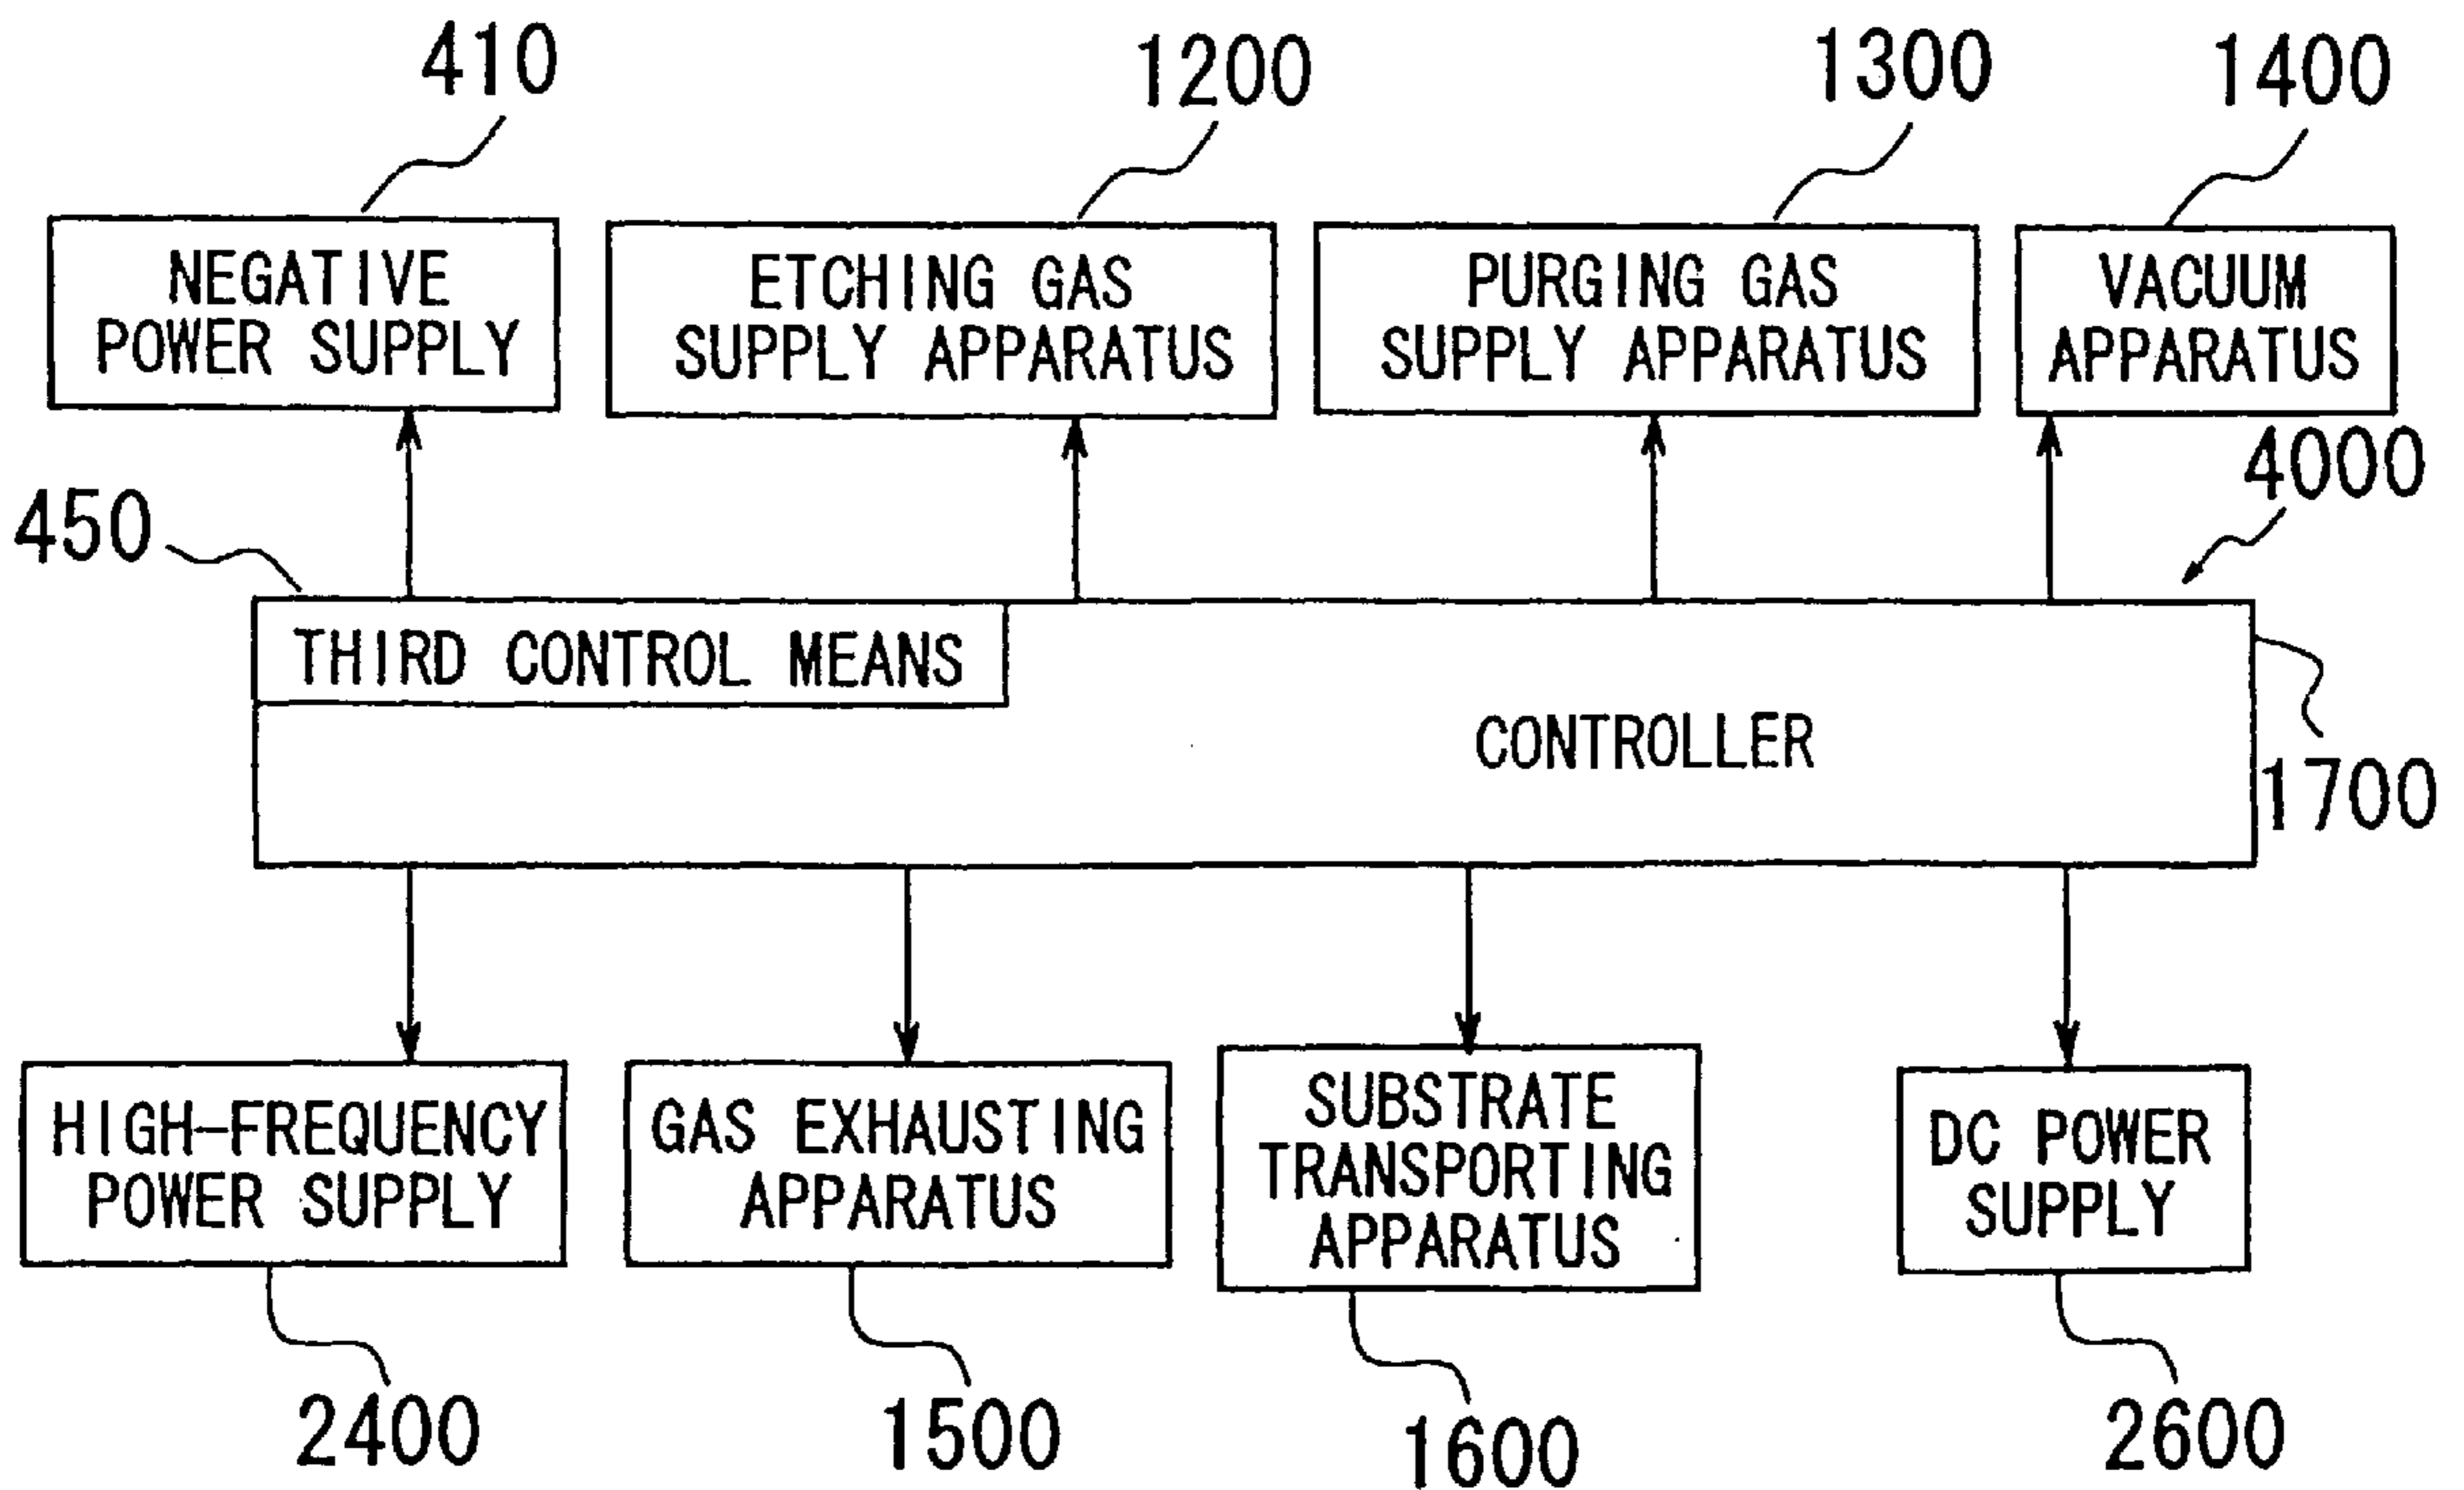 410
1200
1300
1400
NEGATIVE
POWER SUPPLY
ETCHING GAS
SUPPLY APPARATUS
PURGING GAS
SUPPLY APPARATUS
VACUUM
APPARATUS
4000
450
THIRD CONTROL MEANS
CONTROLLER
1700
HIGH-FREQUENCY
POWER SUPPLY
GAS EXHAUSTING
APPARATUS
SUBSTRATE
TRANSPORTING
APPARATUS
DC POWER
SUPPLY
2400
1500
1600
2600